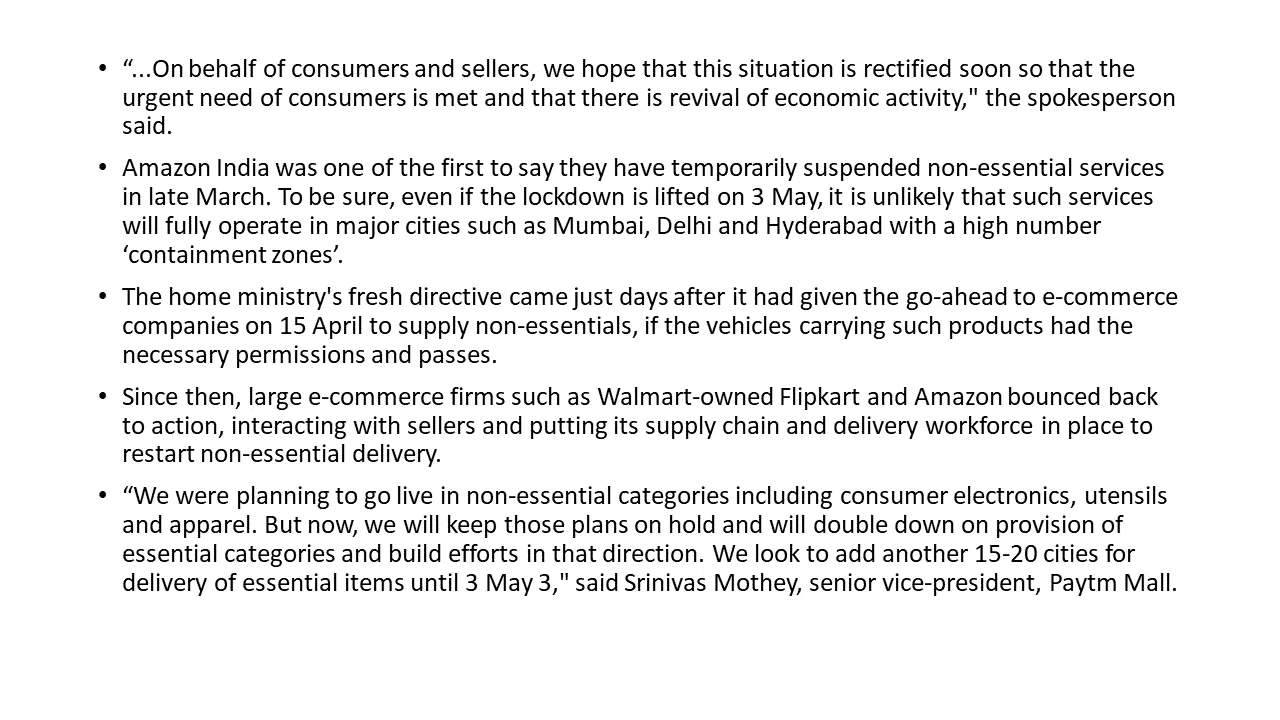 • “...On behalf of consumers and sellers, we hope that this situation is rectified soon so that the
urgent need of consumers is met and that there is revival of economic activity," the spokesperson
said.
• Amazon India was one of the first to say they have temporarily suspended non-essential services
in late March. To be sure, even if the lockdown is lifted on 3 May, it is unlikely that such services
will fully operate in major cities such as Mumbai, Delhi and Hyderabad with a high number
‘containment zones’.
• The home ministry's fresh directive came just days after it had given the go-ahead to e-commerce
companies on 15 April to supply non-essentials, if the vehicles carrying such products had the
necessary permissions and passes.
• Since then, large e-commerce firms such as Walmart-owned Flipkart and Amazon bounced back
to action, interacting with sellers and putting its supply chain and delivery workforce in place to
restart non-essential delivery.
• “We were planning to go live in non-essential categories including consumer electronics, utensils
and apparel. But now, we will keep those plans on hold and will double down on provision of
essential categories and build efforts in that direction. We look to add another 15-20 cities for
delivery of essential items until 3 May 3," said Srinivas Mothey, senior vice-president, Paytm Mall.